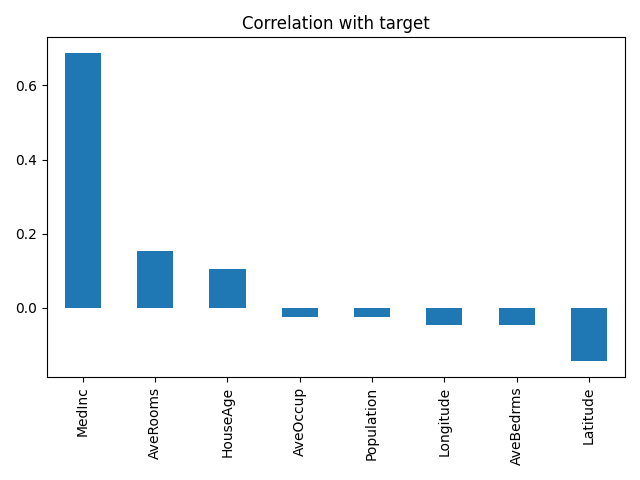 Correlation with target
0.6
0.4
0.2
0.0
MedInc
AveRooms
HouseAge
AveOccup
Population
Longitude
AveBedrms
Latitude